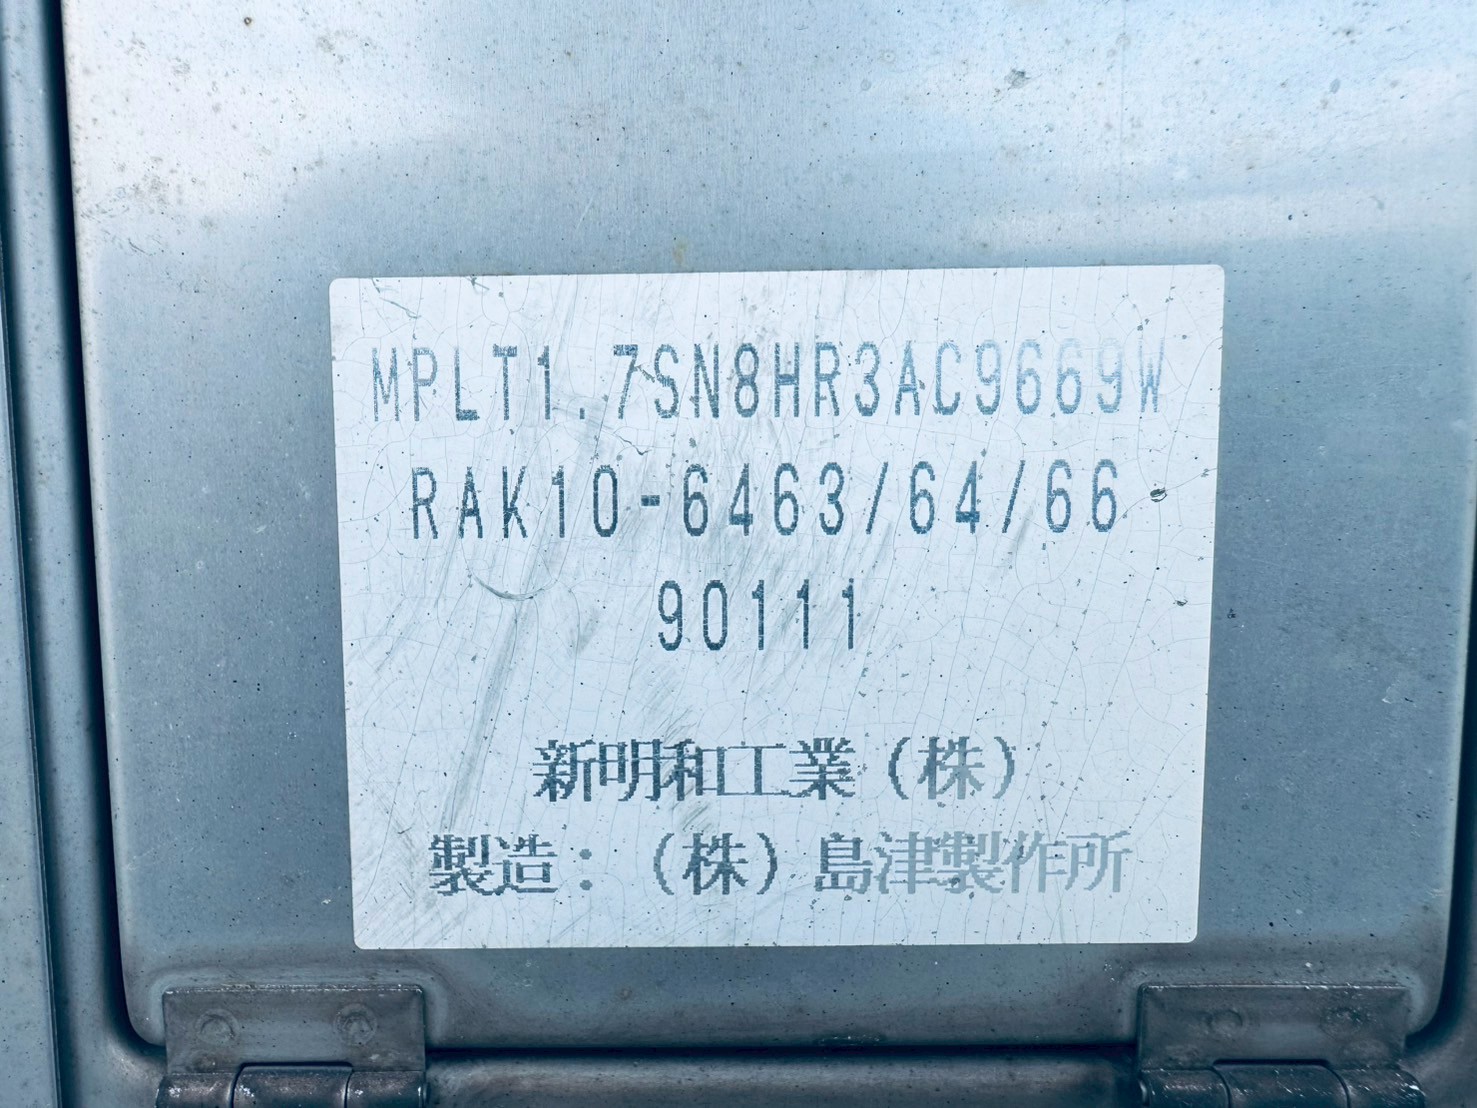 MPLT1.7SN8HR3AC9669W
RAK10-6463/64/66
90111
新明和工業(株)
製造:(株)島津製作所